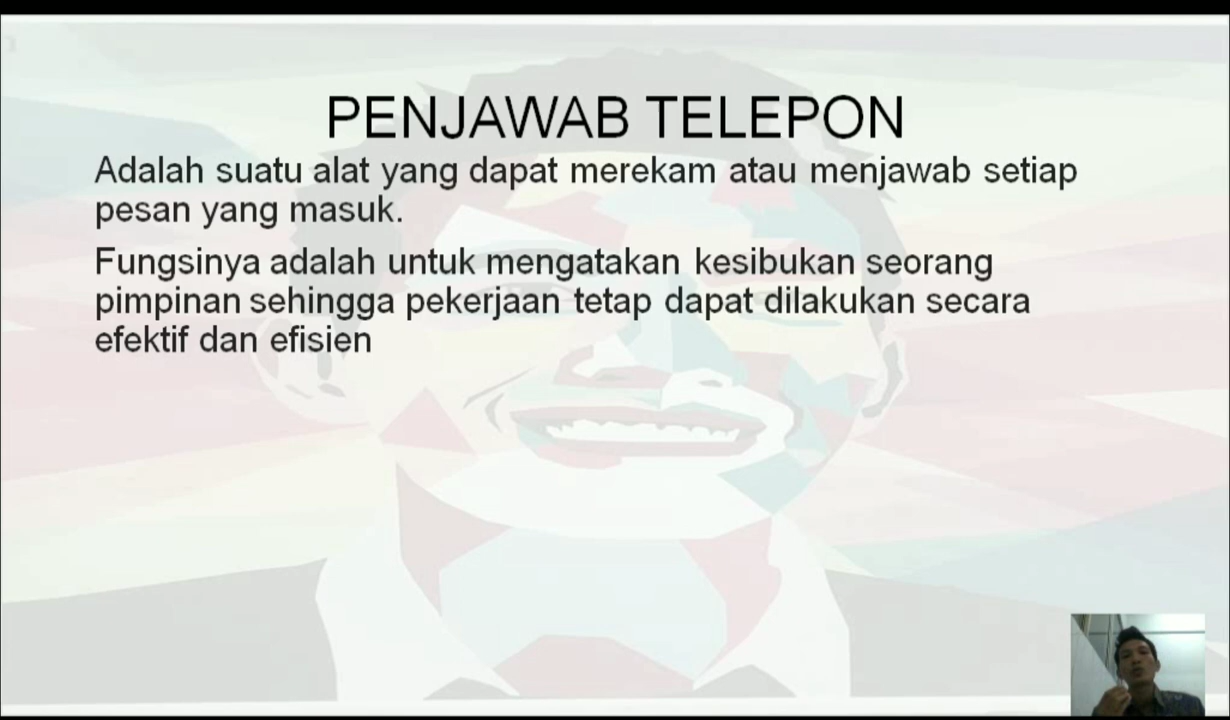 PENJAWAB TELEPON
Adalah suatu alat yang dapat merekam atau menjawab setiap
pesan yang masuk.
Fungsinya adalah untuk mengatakan kesibukan seorang
pimpinan sehingga pekerjaan tetap dapat dilakukan secara
efektif dan efisien